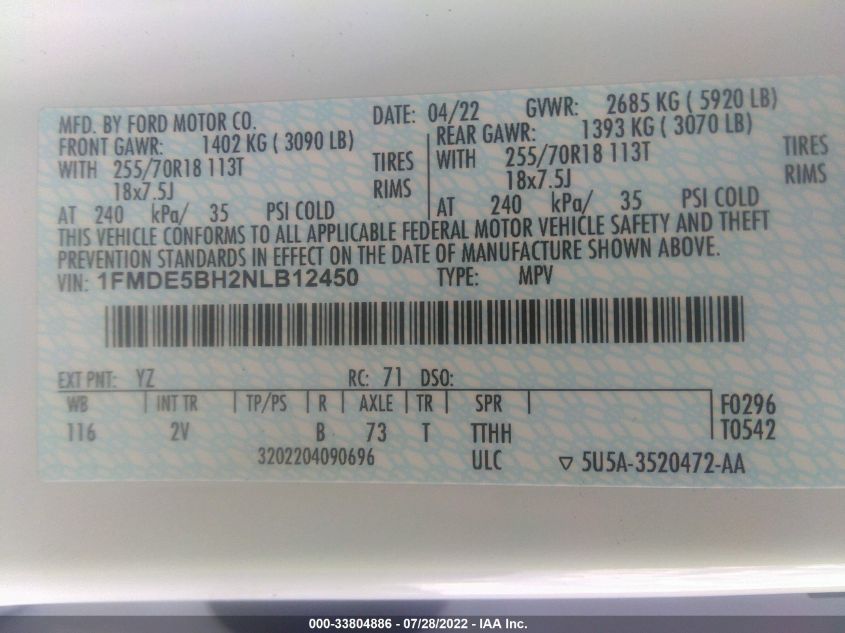 MFD. BY FORD MOTOR CO. DATE: 04/22 GVWR: 2685 KG ( 5920 LB)
FRONT GAWR: 1402 KG ( 3090 LB) REAR GAWR: 1393 KG ( 3070 LB)
WITH 255/70R18 113T TIRES WITH 255/70R18 113T TIRES
18x7.5J RIMS 18x7.5J RIMS
AT 240 kPa/ 35 PSI COLD AT 240 kPa/ 35 PSI COLD
THIS VEHICLE CONFORMS TO ALL APPLICABLE FEDERAL MOTOR VEHICLE SAFETY AND THEFT
PREVENTION STANDARDS IN EFFECT ON THE DATE OF MANUFACTURE SHOWN ABOVE.
VIN: 1FMDE5BH2NLB12450 TYPE: MPV
EXT PNT: YZ RC: 71 DSO:
WB INT TR TP/PS R AXLE TR SPR F0296
116 2V B 73 T TTHH T0542
3202204090696 ULC ▽ 5U5A-3520472-AA
000-33804886 - 07/28/2022 - IAA Inc.